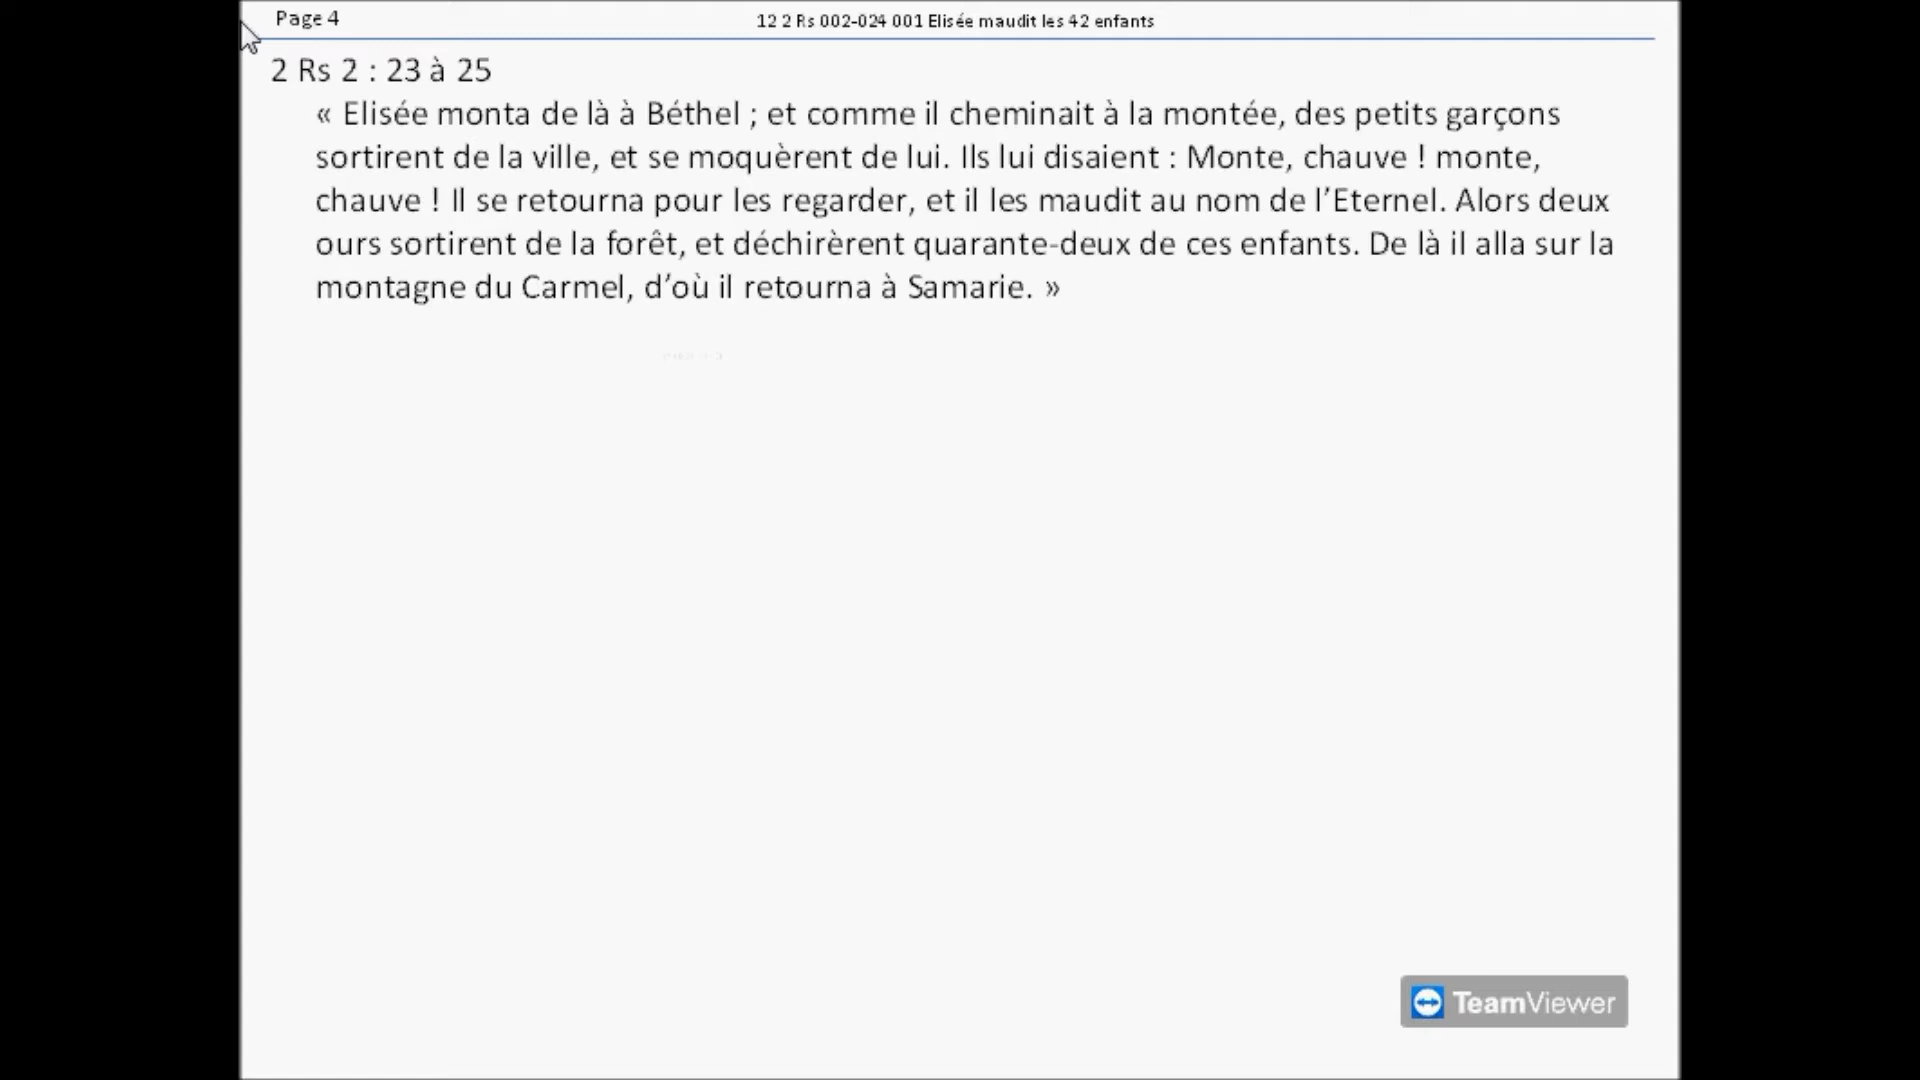 Page 4
12 2 Rs 002-024 001 Elisée maudit les 42 enfants
2 Rs 2 : 23 à 25
« Elisée monta de là à Béthel ; et comme il cheminait à la montée, des petits garçons
sortirent de la ville, et se moquèrent de lui. Ils lui disaient : Monte, chauve ! monte,
chauve ! Il se retourna pour les regarder, et il les maudit au nom de l’Eternel. Alors deux
ours sortirent de la forêt, et déchirèrent quarante-deux de ces enfants. De là il alla sur la
montagne du Carmel, d’où il retourna à Samarie. »
TeamViewer